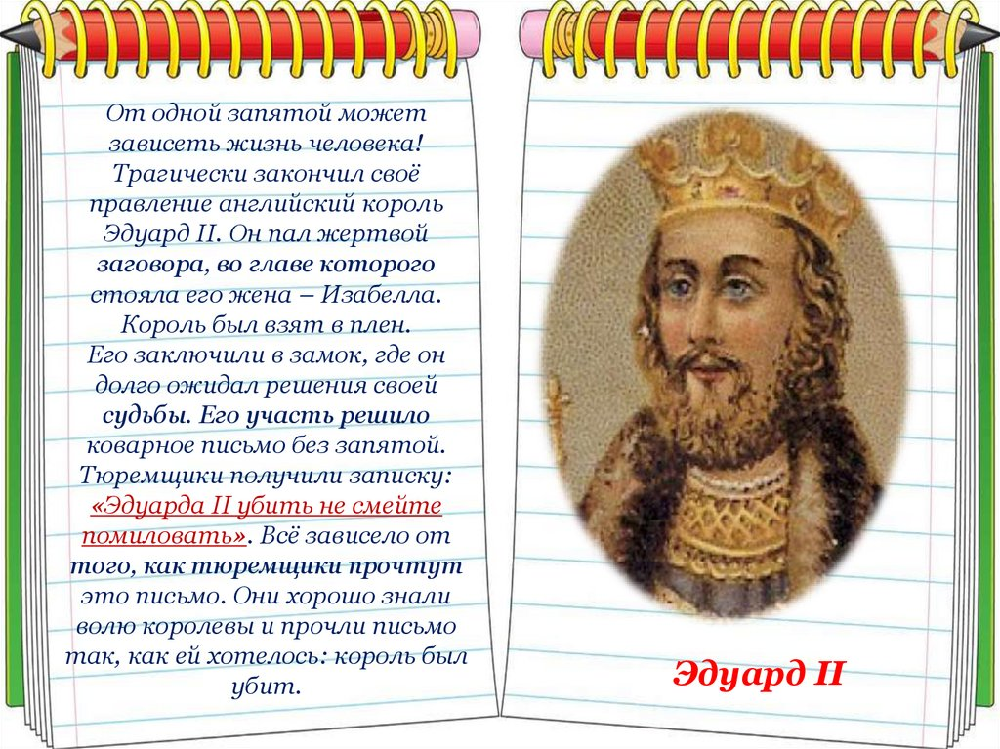 От одной запятой может
зависеть жизнь человека!
Трагически закончил своё
правление английский король
Эдуард II. Он пал жертвой
заговора, во главе которого
стояла его жена – Изабелла.
Король был взят в плен.
Его заключили в замок, где он
долго ожидал решения своей
судьбы. Его участь решило
коварное письмо без запятой.
Тюремщики получили записку:
«Эдуарда II убить не смейте
помиловать». Всё зависело от
того, как тюремщики прочтут
это письмо. Они хорошо знали
волю королевы и прочли письмо
так, как ей хотелось: король был
убит.
Эдуард II